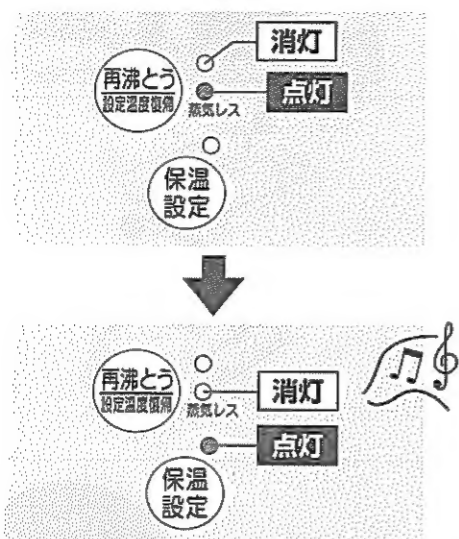 消灯
再沸とう
設定温度復帰
点灯
蒸気レス
保温
設定
再沸とう
設定温度復帰
蒸気レス
消灯
点灯
保温
設定